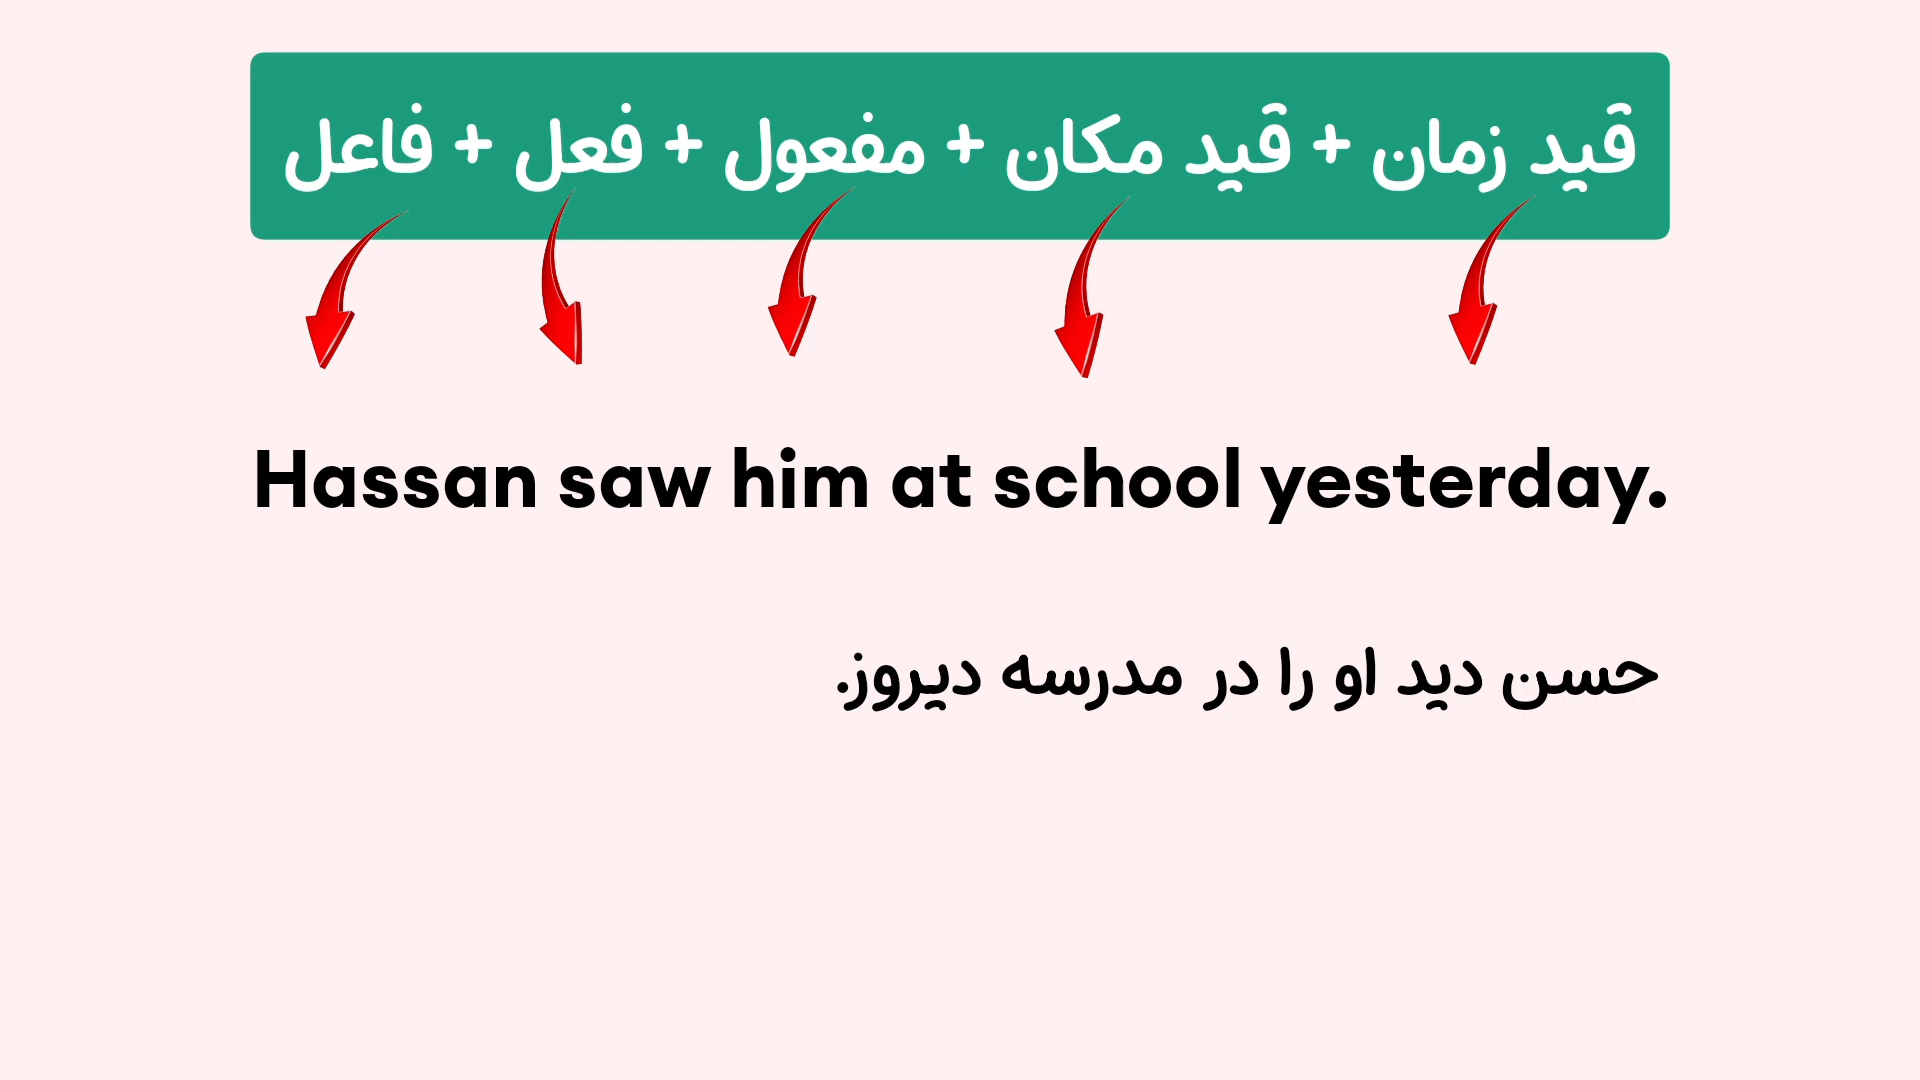 فاعل + فعل + مفعول + قید مکان + قید زمان
Hassan saw him at school yesterday.
حسن دید او را در مدرسه دیروز.